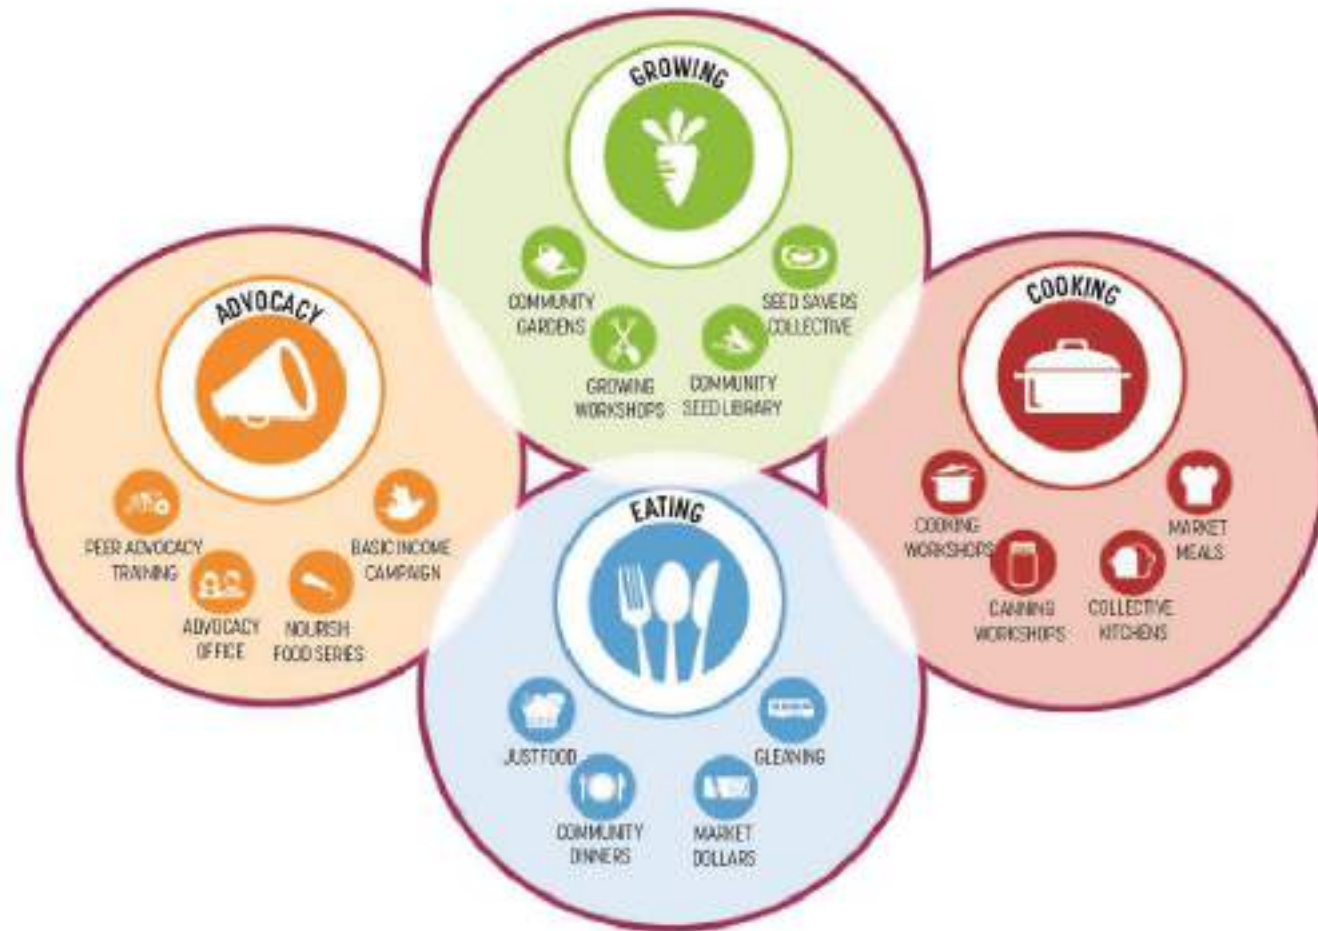 GROWING
COMMUNITY
GARDENS
SEED SAVERS
COLLECTIVE
GROWING
WORKSHOPS
COMMUNITY
SEED LIBRARY
ADVOCACY
PEER ADVOCACY
TRAINING
BASIC INCOME
CAMPAIGN
ADVOCACY
OFFICE
NOURISH
FOOD SERIES
COOKING
COOKING
WORKSHOPS
MARKET
MEALS
CANNING
WORKSHOPS
COLLECTIVE
KITCHENS
EATING
JUST FOOD
GLEANING
COMMUNITY
DINNERS
MARKET
DOLLARS